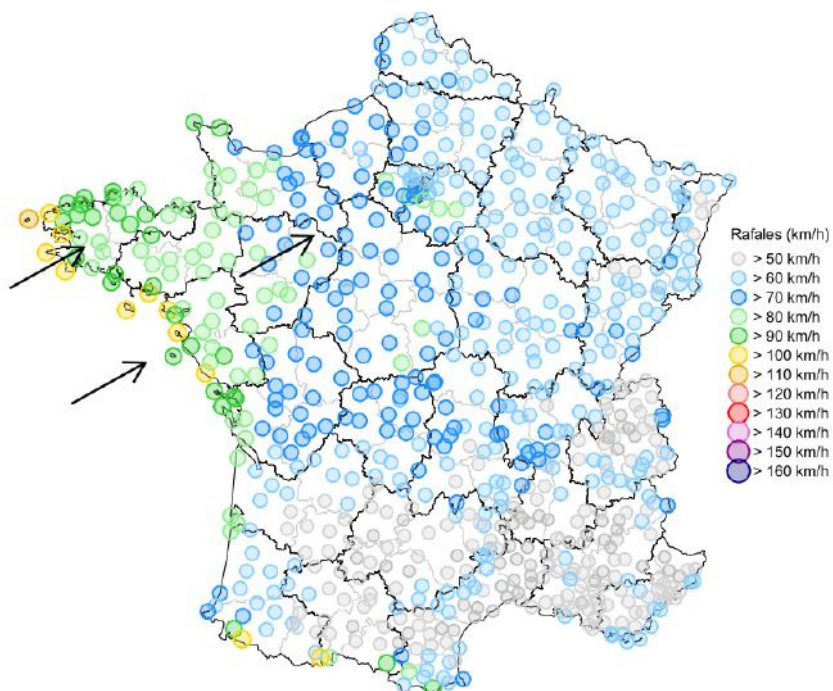 Rafales (km/h)
> 50 km/h
> 60 km/h
> 70 km/h
> 80 km/h
> 90 km/h
> 100 km/h
> 110 km/h
> 120 km/h
> 130 km/h
> 140 km/h
> 150 km/h
> 160 km/h